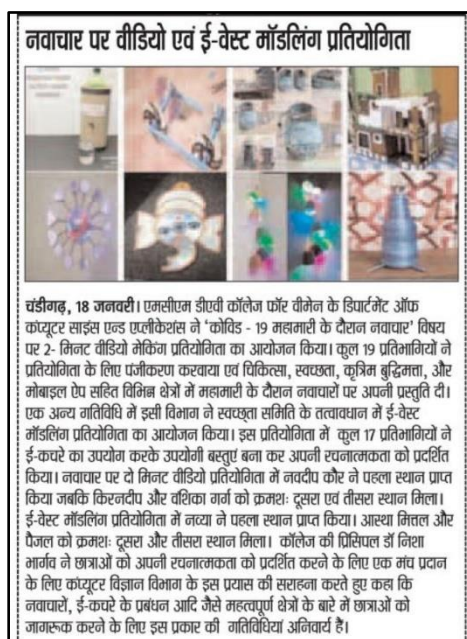 नवाचार पर वीडियो एवं ई-वेस्ट मॉडलिंग प्रतियोगिता
चंडीगढ़, 18 जनवरी। एमसीएम डीएवी कॉलेज फॉर वीमेन के डिपार्टमेंट ऑफ
कंप्यूटर साइंस एन्ड एप्लीकेशंस ने 'कोविड - 19 महामारी के दौरान नवाचार' विषय
पर 2- मिनट वीडियो मेकिंग प्रतियोगिता का आयोजन किया। कुल 19 प्रतिभागियों ने
प्रतियोगिता के लिए पंजीकरण करवाया एवं चिकित्सा, स्वच्छता, कृत्रिम बुद्धिमत्ता, और
मोबाइल ऐप सहित विभिन्न क्षेत्रों में महामारी के दौरान नवाचारों पर अपनी प्रस्तुति दी।
एक अन्य गतिविधि में इसी विभाग ने स्वच्छ्ता समिति के तत्वावधान में ई-वेस्ट
मॉडलिंग प्रतियोगिता का आयोजन किया। इस प्रतियोगिता में कुल 17 प्रतिभागियों ने
ई-कचरे का उपयोग करके उपयोगी बस्तुएं बना कर अपनी रचनात्मकता को प्रदर्शित
किया। नवाचार पर दो मिनट वीडियो प्रतियोगिता में नवदीप कौर ने पहला स्थान प्राप्त
किया जबकि किरनदीप और वंशिका गर्ग को क्रमशः दूसरा एवं तीसरा स्थान मिला।
ई-वेस्ट मॉडलिंग प्रतियोगिता में नव्या ने पहला स्थान प्राप्त किया। आस्था मित्तल और
पैजल को क्रमशः दूसरा और तीसरा स्थान मिला। कॉलेज की प्रिंसिपल डॉ निशा
भार्गव ने छात्राओं को अपनी रचनात्मकता को प्रदर्शित करने के लिए एक मंच प्रदान
के लिए कंप्यूटर विज्ञान विभाग के इस प्रयास की सराहना करते हुए कहा कि
नवाचारों, ई-कचरे के प्रबंधन आदि जैसे महत्वपूर्ण क्षेत्रों के बारे में छात्राओं को
जागरूक करने के लिए इस प्रकार की गतिविधियां अनिवार्य हैं।